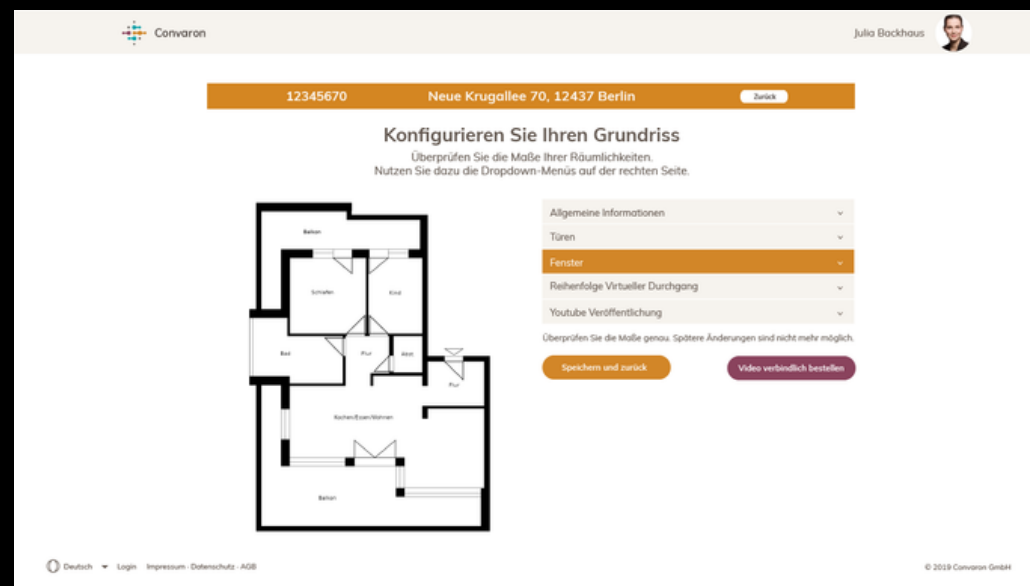 Convaron
Julia Backhaus
12345670 Neue Krugallee 70, 12437 Berlin Zurück
Konfigurieren Sie Ihren Grundriss
Überprüfen Sie die Maße Ihrer Räumlichkeiten.
Nutzen Sie dazu die Dropdown-Menüs auf der rechten Seite.
Balkon
Schlafen
Kind
Bad
Flur
Abst
Flur
Kochen/Essen/Wohnen
Balkon
Allgemeine Informationen
Türen
Fenster
Reihenfolge Virtueller Durchgang
Youtube Veröffentlichung
Überprüfen Sie die Maße genau. Spätere Änderungen sind nicht mehr möglich.
Speichern und zurück
Video verbindlich bestellen
Deutsch Login Impressum · Datenschutz · AGB
© 2019 Convaron GmbH